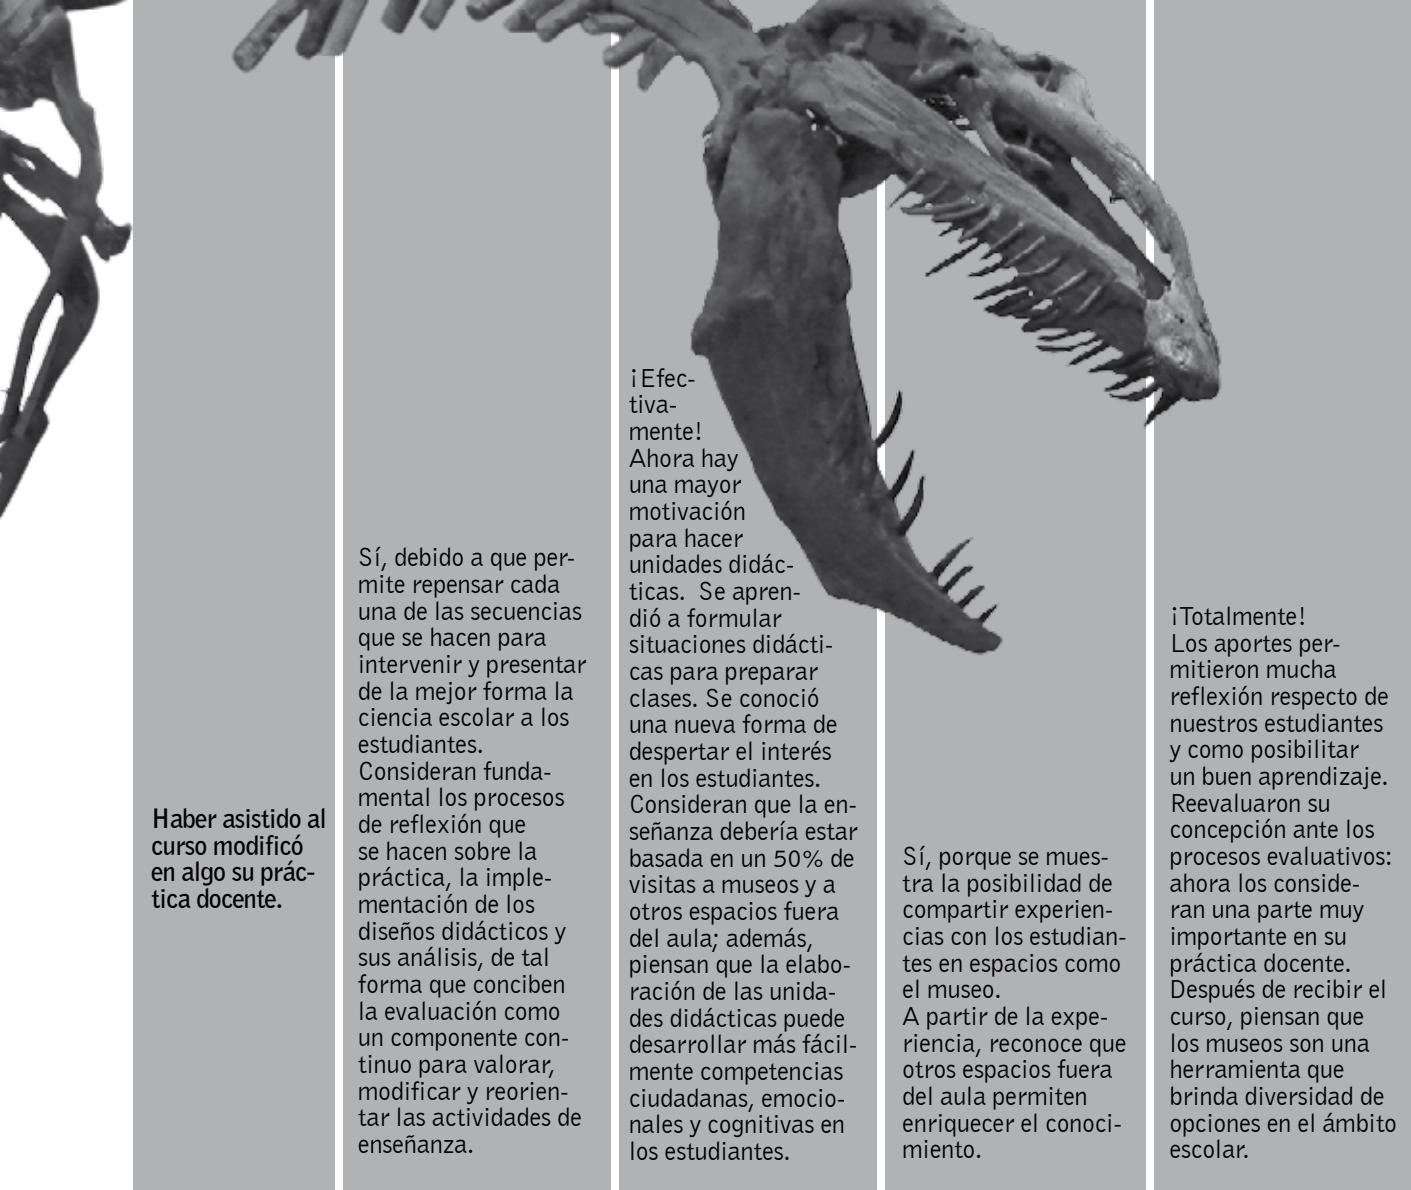 Haber asistido al
curso modificó
en algo su prác-
tica docente.
Sí, debido a que per-
mite repensar cada
una de las secuencias
que se hacen para
intervenir y presentar
de la mejor forma la
ciencia escolar a los
estudiantes.
Consideran funda-
mental los procesos
de reflexión que
se hacen sobre la
práctica, la imple-
mentación de los
diseños didácticos y
sus análisis, de tal
forma que conciben
la evaluación como
un componente con-
tinuo para valorar,
modificar y reorien-
tar las actividades de
enseñanza.
¡Efec-
tiva-
mente!
Ahora hay
una mayor
motivación
para hacer
unidades didác-
ticas.  Se apren-
dió a formular
situaciones didácti-
cas para preparar
clases. Se conoció
una nueva forma de
despertar el interés
en los estudiantes.
Consideran que la en-
señanza debería estar
basada en un 50% de
visitas a museos y a
otros espacios fuera
del aula; además,
piensan que la elabo-
ración de las unida-
des didácticas puede
desarrollar más fácil-
mente competencias
ciudadanas, emocio-
nales y cognitivas en
los estudiantes.
Sí, porque se mues-
tra la posibilidad de
compartir experien-
cias con los estudian-
tes en espacios como
el museo.
A partir de la expe-
riencia, reconoce que
otros espacios fuera
del aula permiten
enriquecer el conoci-
miento.
¡Totalmente!
Los aportes per-
mitieron mucha
reflexión respecto de
nuestros estudiantes
y como posibilitar
un buen aprendizaje.
Reevaluaron su
concepción ante los
procesos evaluativos:
ahora los conside-
ran una parte muy
importante en su
práctica docente.
Después de recibir el
curso, piensan que
los museos son una
herramienta que
brinda diversidad de
opciones en el ámbito
escolar.